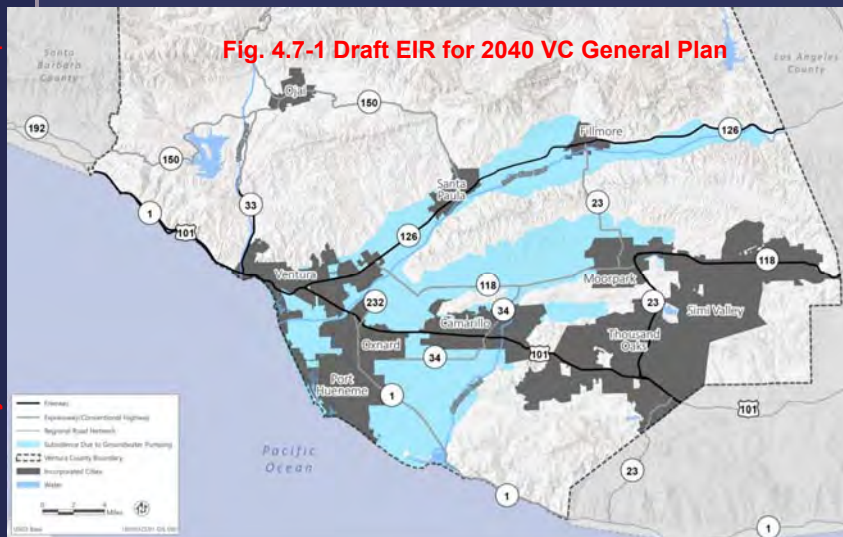 Fig. 4.7-1 Draft EIR for 2040 VC General Plan
Santa
Barbara
County
Los Angeles
County
Ojai
150
192
150
Fillmore
126
Santa
Paula
33
23
1
101
126
Ventura
118
Moorpark
118
232
34
23
Simi Valley
Camarillo
Thousand
Oaks
Oxnard
34
101
Port
Hueneme
1
101
Pacific
Ocean
23
1
1
Freeway
Expressway/Conventional Highway
Regional Road Network
Subsidence Due to Groundwater Pumping
Ventura County Boundary
Incorporated Cities
Water
0 2 4
Miles